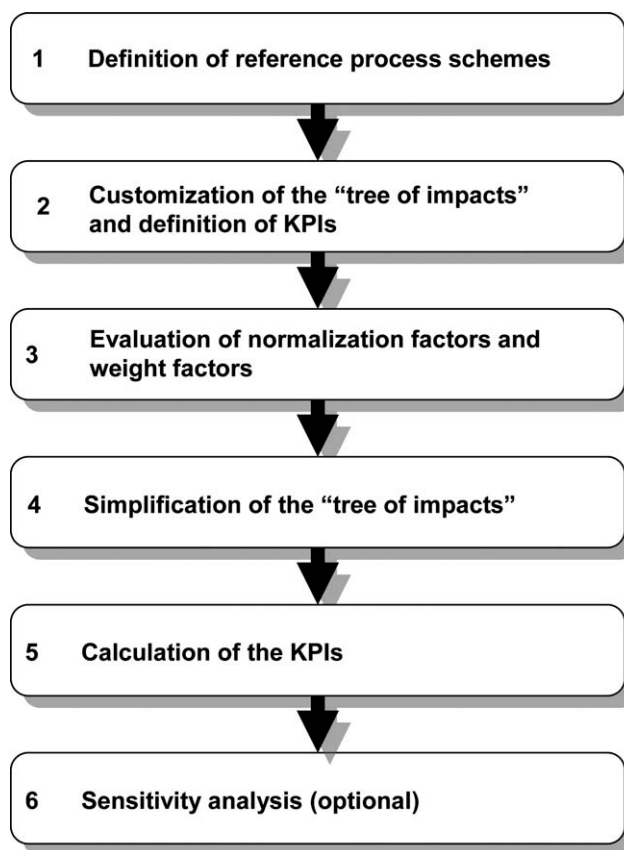 1 Definition of reference process schemes
2 Customization of the “tree of impacts”
and definition of KPIs
3 Evaluation of normalization factors and
weight factors
4 Simplification of the “tree of impacts”
5 Calculation of the KPIs
6 Sensitivity analysis (optional)